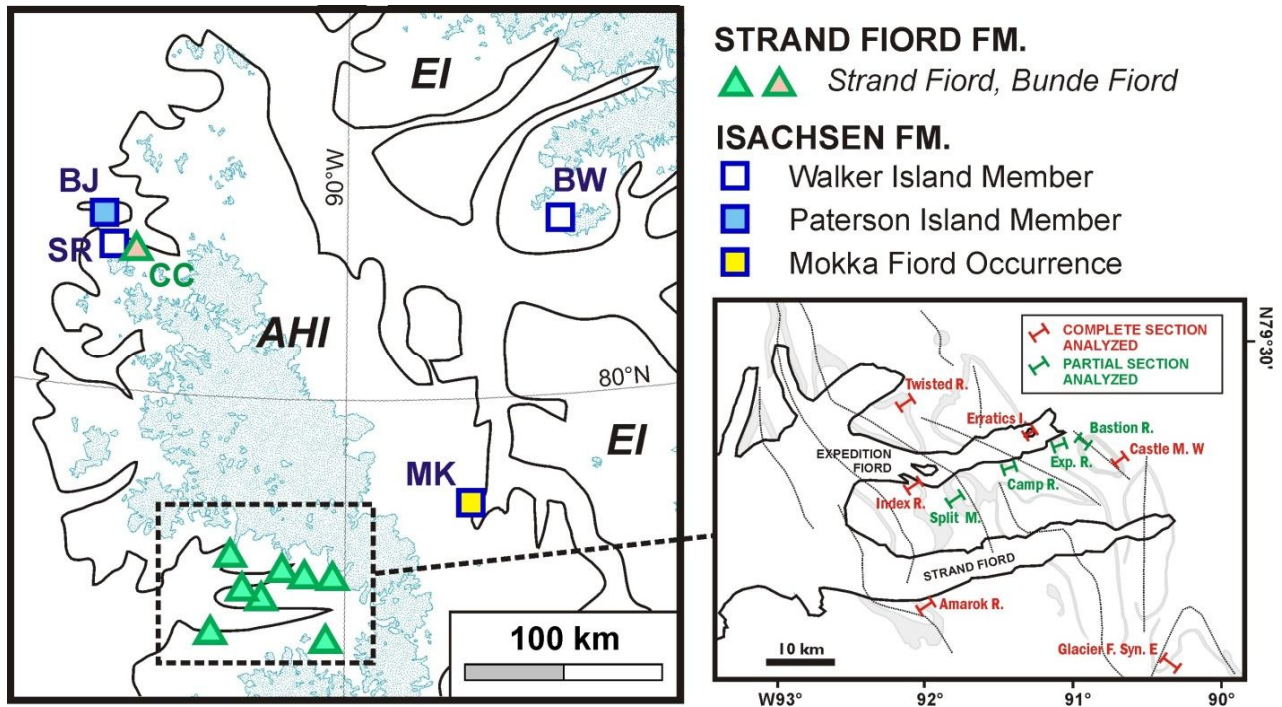 EI
90°W
BJ
BW
SR
CC
AHI
80°N
EI
MK
100 km
STRAND FIORD FM.
Strand Fiord, Bunde Fiord
ISACHSEN FM.
Walker Island Member
Paterson Island Member
Mokka Fiord Occurrence
COMPLETE SECTION
ANALYZED
PARTIAL SECTION
ANALYZED
N79°30'
Twisted R.
Erratics I.
Bastion R.
EXPEDITION
FIORD
Exp. R.
Castle M. W
Camp R.
Index R.
Split M.
STRAND FIORD
Amarok R.
Glacier F. Syn. E
10 km
W93°
92°
91°
90°